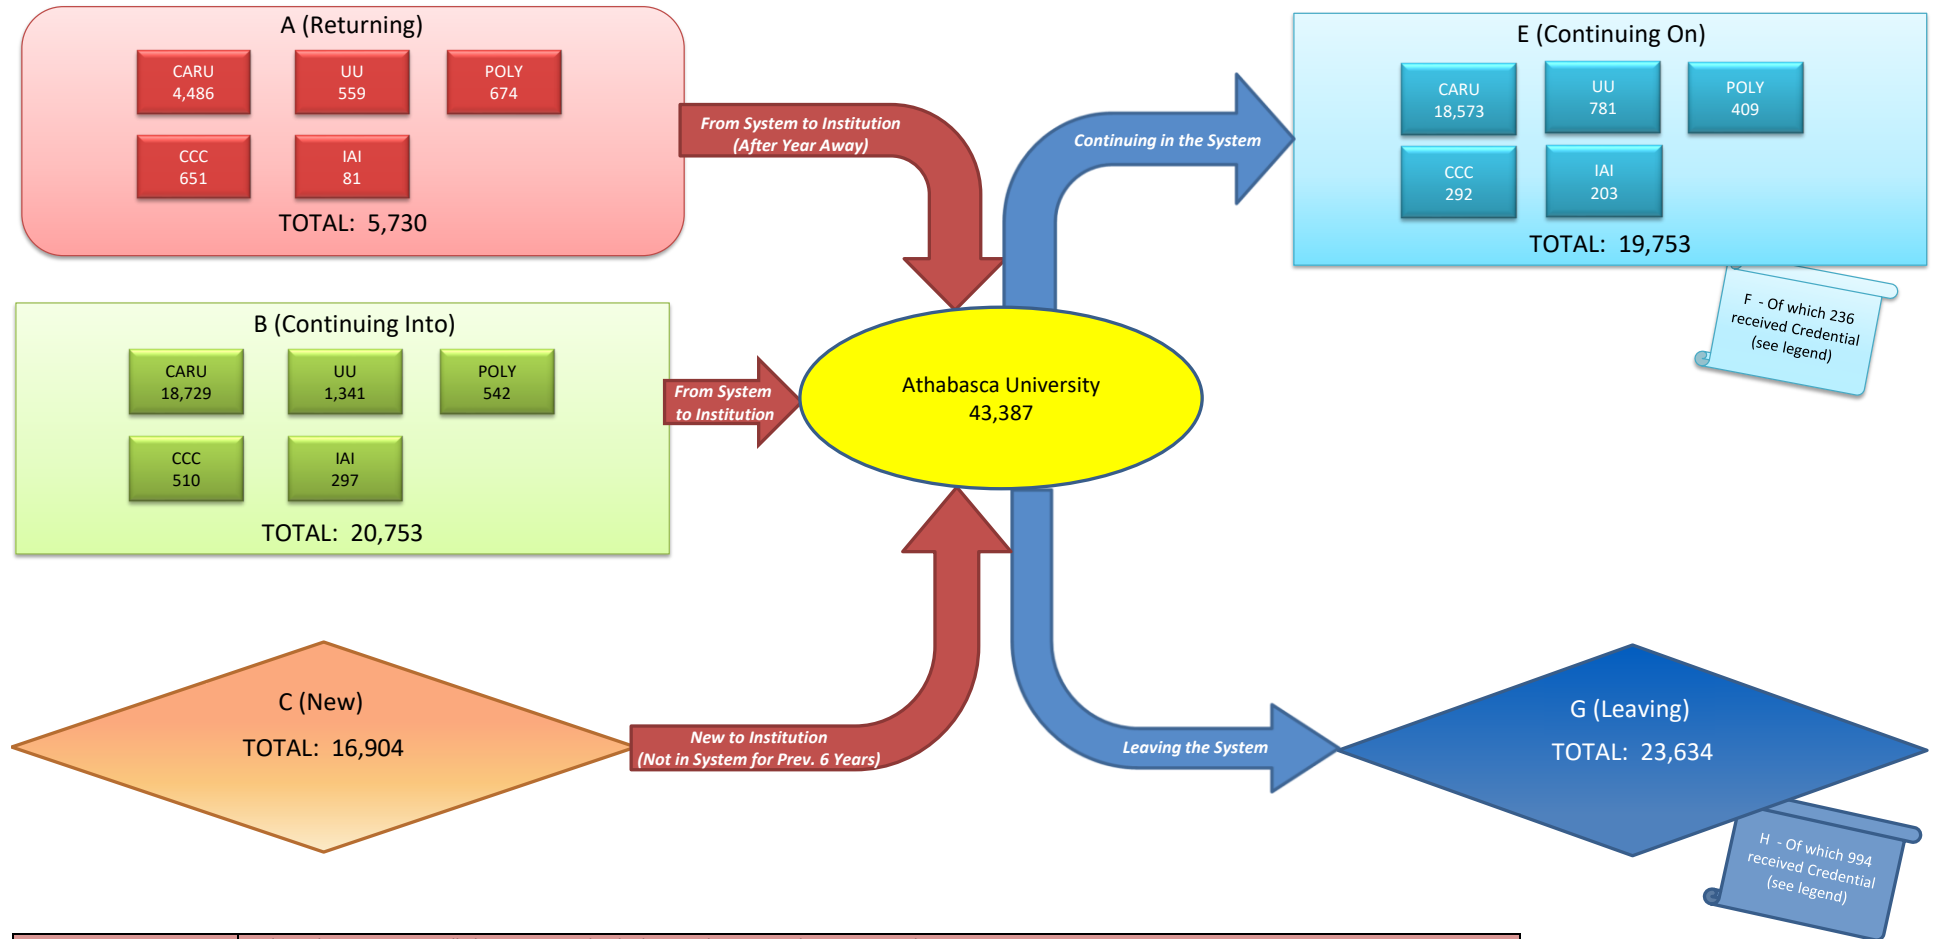 A (Returning)
CARU
4,486
UU
559
POLY
674
CCC
651
IAI
81
TOTAL: 5,730
From System to Institution
(After Year Away)
B (Continuing Into)
CARU
18,729
UU
1,341
POLY
542
CCC
510
IAI
297
TOTAL: 20,753
From System
to Institution
C (New)
TOTAL: 16,904
New to Institution
(Not in System for Prev. 6 Years)
Athabasca University
43,387
Continuing in the System
E (Continuing On)
CARU
18,573
UU
781
POLY
409
CCC
292
IAI
203
TOTAL: 19,753
F - Of which 236
received Credential
(see legend)
Leaving the System
G (Leaving)
TOTAL: 23,634
H - Of which 994
received Credential
(see legend)